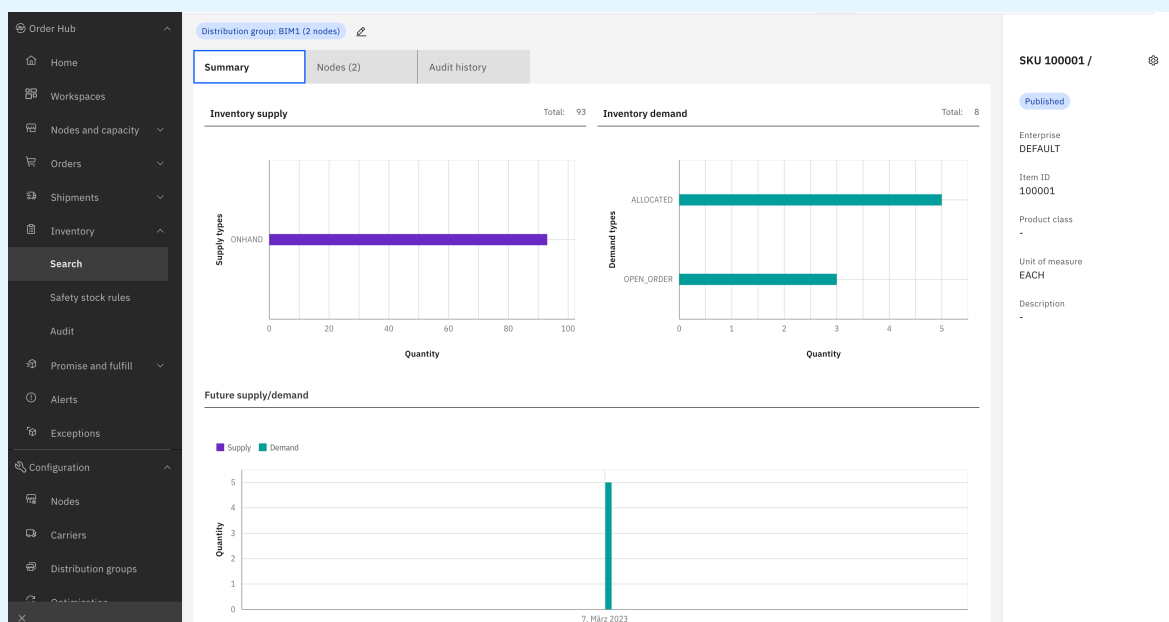 Order Hub
Home
Workspaces
Nodes and capacity
Orders
Shipments
Inventory
Search
Safety stock rules
Audit
Promise and fulfill
Alerts
Exceptions
Configuration
Nodes
Carriers
Distribution groups
Optimization
Distribution group: BIM1 (2 nodes)
Summary
Nodes (2)
Audit history
Inventory supply
Total: 93
Supply types
ONHAND
0 20 40 60 80 100
Quantity
Inventory demand
Total: 8
Demand types
ALLOCATED
OPEN_ORDER
0 1 2 3 4 5
Quantity
Future supply/demand
Supply Demand
Quantity
5
4
3
2
1
0
7. März 2023
SKU 100001 /
Published
Enterprise
DEFAULT
Item ID
100001
Product class
-
Unit of measure
EACH
Description
-